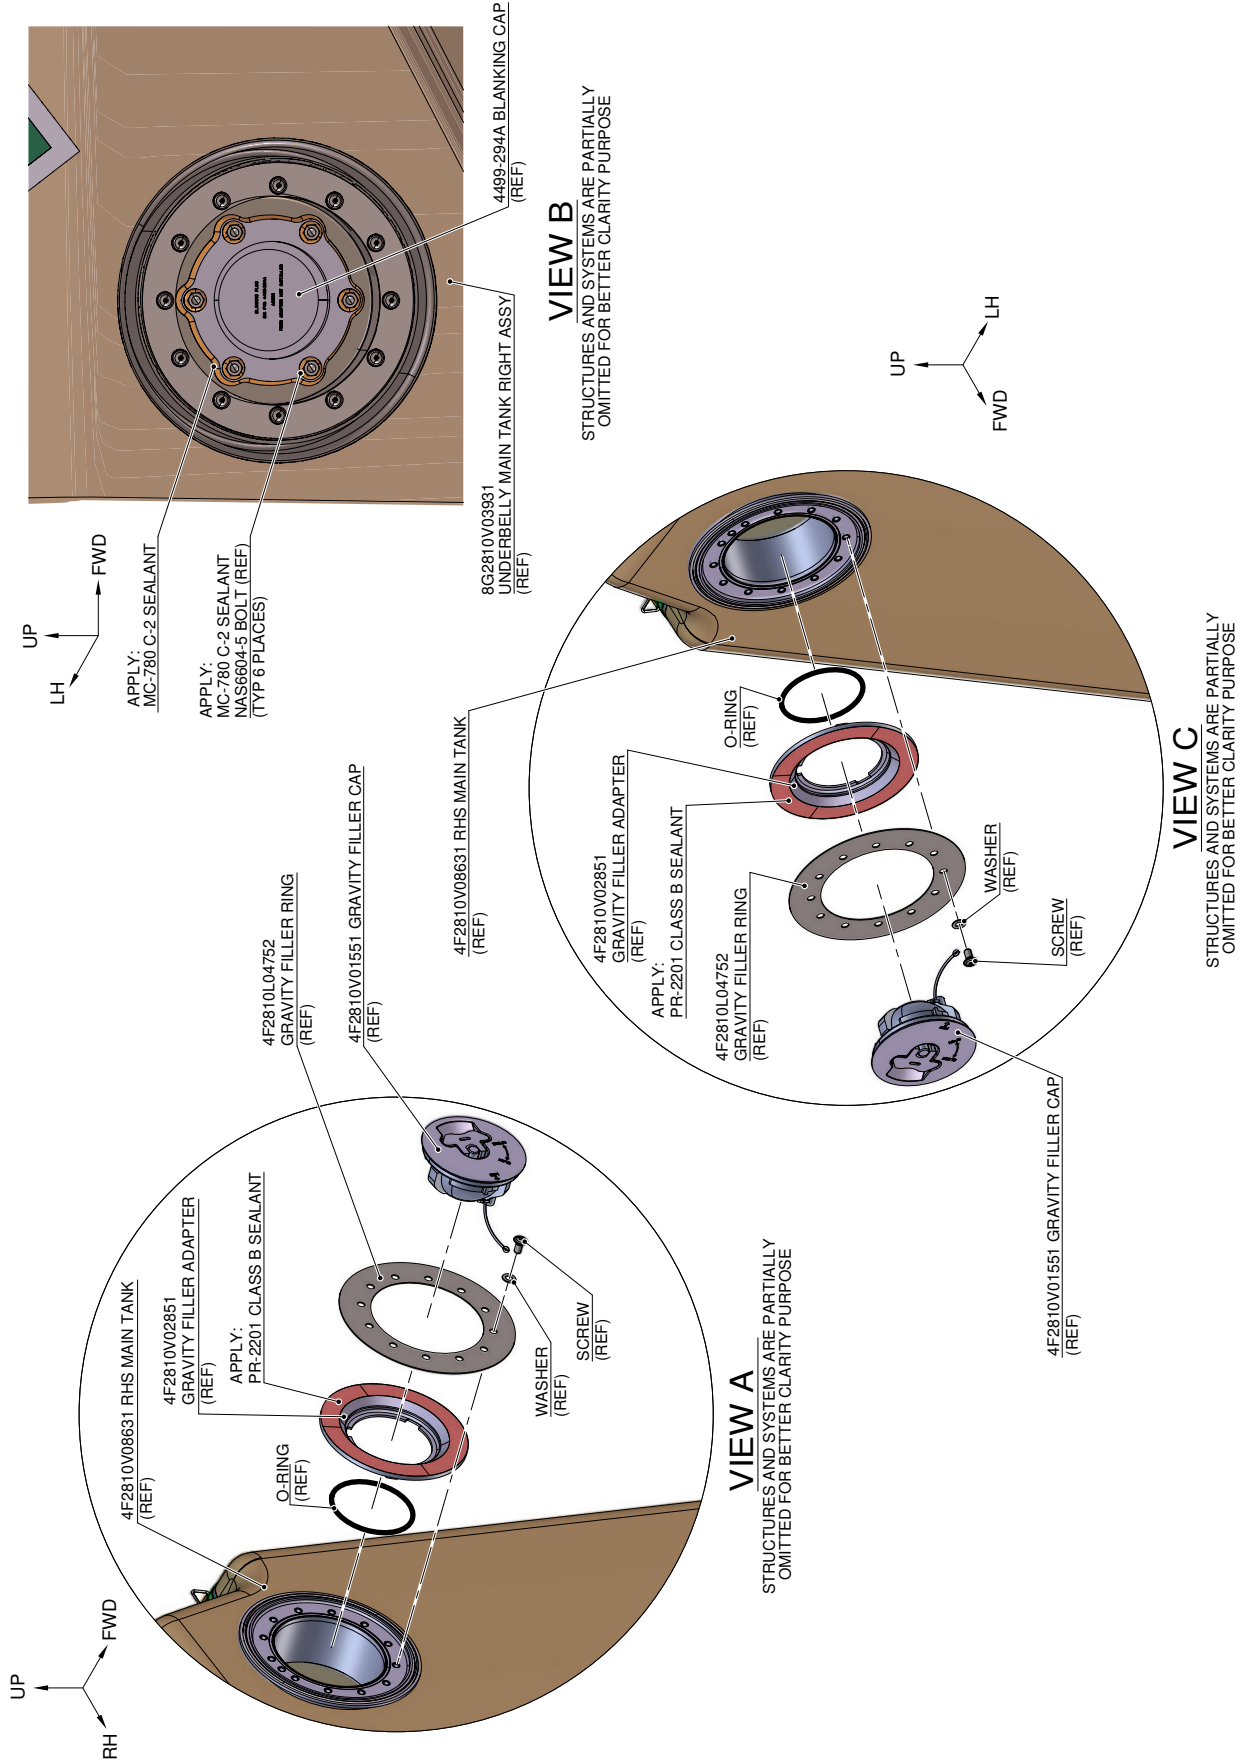 UP
RH
FWD
4F2810V08631 RHS MAIN TANK
(REF)
4F2810V02851
GRAVITY FILLER ADAPTER
(REF)
APPLY:
PR-2201 CLASS B SEALANT
4F2810L04752
GRAVITY FILLER RING
(REF)
4F2810V01551 GRAVITY FILLER CAP
(REF)
O-RING
(REF)
WASHER
(REF)
SCREW
(REF)
VIEW A
STRUCTURES AND SYSTEMS ARE PARTIALLY
OMITTED FOR BETTER CLARITY PURPOSE
UP
LH
FWD
APPLY:
MC-780 C-2 SEALANT
APPLY:
MC-780 C-2 SEALANT
NAS6604-5 BOLT (REF)
(TYP 6 PLACES)
8G2810V03931
UNDERBELLY MAIN TANK RIGHT ASSY
(REF)
4499-294A BLANKING CAP
(REF)
VIEW B
STRUCTURES AND SYSTEMS ARE PARTIALLY
OMITTED FOR BETTER CLARITY PURPOSE
UP
LH
FWD
4F2810V08631 RHS MAIN TANK
(REF)
O-RING
(REF)
4F2810V02851
GRAVITY FILLER ADAPTER
(REF)
APPLY:
PR-2201 CLASS B SEALANT
4F2810L04752
GRAVITY FILLER RING
(REF)
WASHER
(REF)
SCREW
(REF)
4F2810V01551 GRAVITY FILLER CAP
(REF)
VIEW C
STRUCTURES AND SYSTEMS ARE PARTIALLY
OMITTED FOR BETTER CLARITY PURPOSE